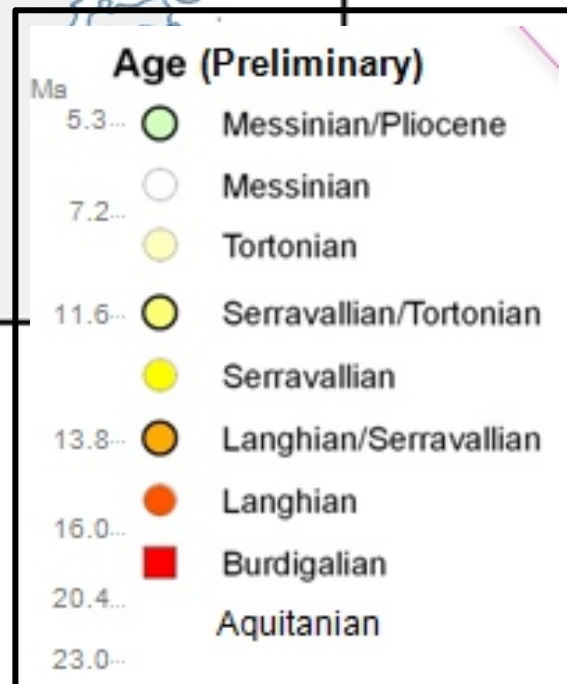 Age (Preliminary)
Ma
5.3... Messinian/Pliocene
Messinian
7.2...
Tortonian
11.6... Serravallian/Tortonian
Serravallian
13.8... Langhian/Serravallian
Langhian
16.0...
Burdigalian
20.4...
Aquitanian
23.0...